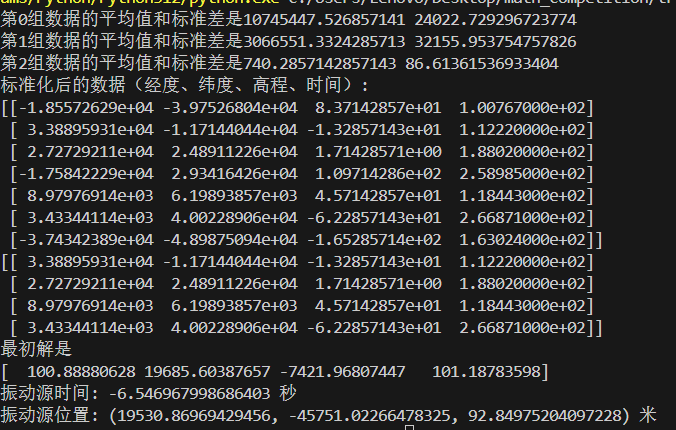 第0组数据的平均值和标准差是10745447.526857141 24022.729296723774
第1组数据的平均值和标准差是3066551.3324285713 32155.953754757826
第2组数据的平均值和标准差是740.2857142857143 86.61361536933404
标准化后的数据（经度、纬度、高程、时间）:
[[-1.85572629e+04 -3.97526804e+04 8.37142857e+01 1.00767000e+02]
[ 3.38895931e+04 -1.17144044e+04 -1.32857143e+01 1.12220000e+02]
[ 2.72729211e+04 2.48911226e+04 1.71428571e+00 1.88020000e+02]
[-1.75842229e+04 2.93416426e+04 1.09714286e+02 2.58985000e+02]
[ 8.97976914e+03 6.19893857e+03 4.57142857e+01 1.18443000e+02]
[ 3.43344114e+03 4.00228906e+04 -6.22857143e+01 2.66871000e+02]
[-3.74342389e+04 -4.89875094e+04 -1.65285714e+02 1.63024000e+02]]
[[ 3.38895931e+04 -1.17144044e+04 -1.32857143e+01 1.12220000e+02]
[ 2.72729211e+04 2.48911226e+04 1.71428571e+00 1.88020000e+02]
[ 8.97976914e+03 6.19893857e+03 4.57142857e+01 1.18443000e+02]
[ 3.43344114e+03 4.00228906e+04 -6.22857143e+01 2.66871000e+02]]
最初解是
[ 100.88880628 19685.60387657 -7421.96807447 101.18783598]
振动源时间: -6.546967998686403 秒
振动源位置: (19530.86969429456, -45751.02266478325, 92.84975204097228) 米